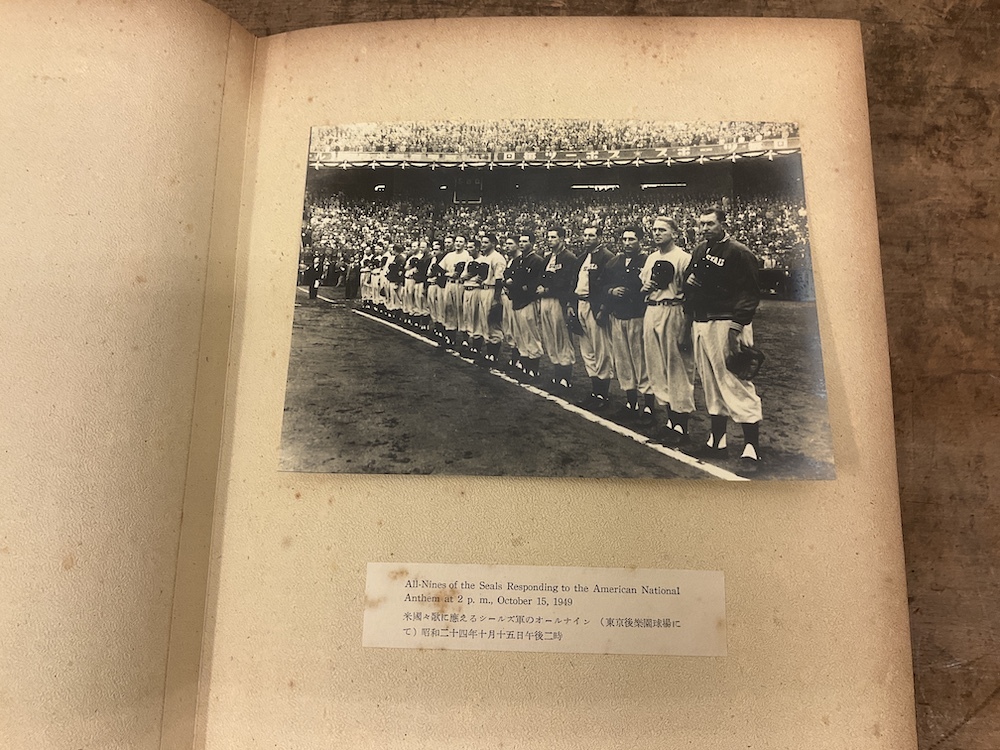 SEALS
All-Nines of the Seals Responding to the American National
Anthem at 2 p. m., October 15, 1949
米國々歌に應えるシールズ軍のオールナイン （東京後樂園球場に
て）昭和二十四年十月十五日午後二時